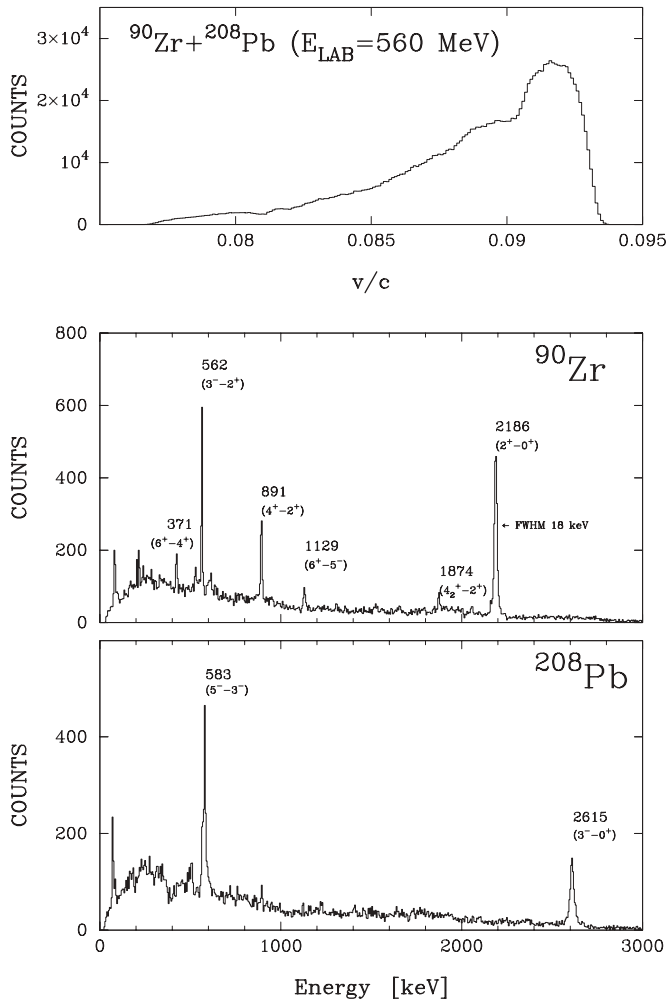 ⁹⁰Zr+²⁰⁸Pb (E_LAB=560 MeV)
COUNTS
3×10⁴
2×10⁴
10⁴
0
0.08 0.085 0.09 0.095
v/c
⁹⁰Zr
COUNTS
800
600
400
200
0
562
(3⁻−2⁺)
2186
(2⁺−0⁺)
891
(4⁺−2⁺)
← FWHM 18 keV
371
(6⁺−4⁺)
1129
(6⁺−5⁻)
1874
(4₂⁺−2⁺)
²⁰⁸Pb
COUNTS
400
200
0
583
(5⁻−3⁻)
2615
(3⁻−0⁺)
0 1000 2000 3000
Energy [keV]